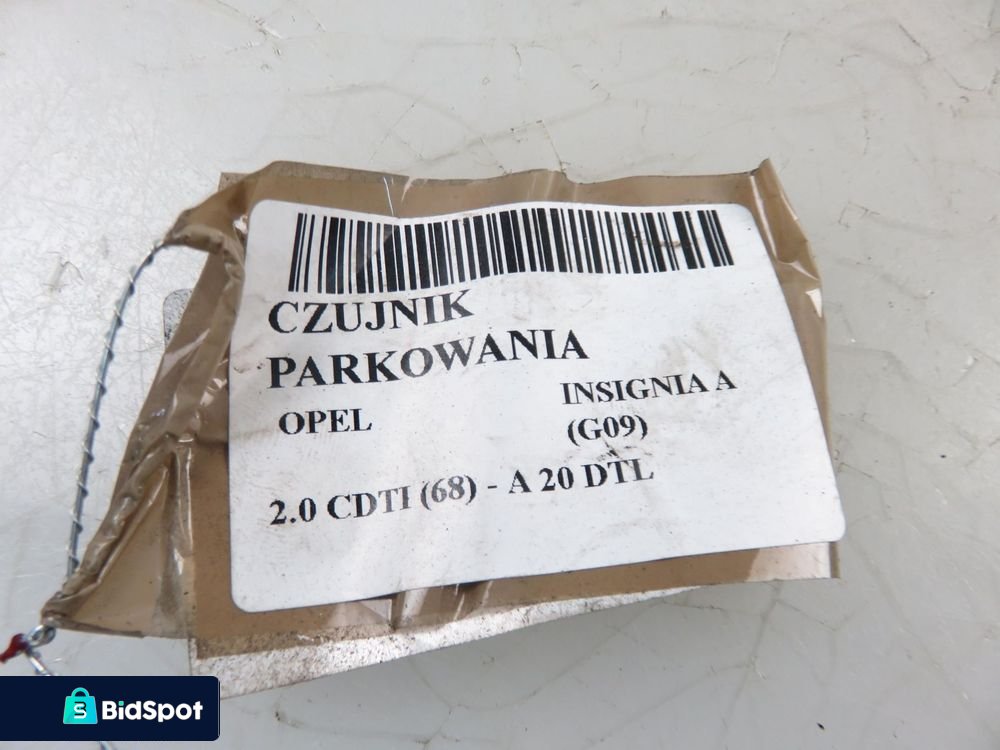 CZUJNIK
PARKOWANIA
OPEL INSIGNIA A
(G09)
2.0 CDTI (68) - A 20 DTL
BidSpot